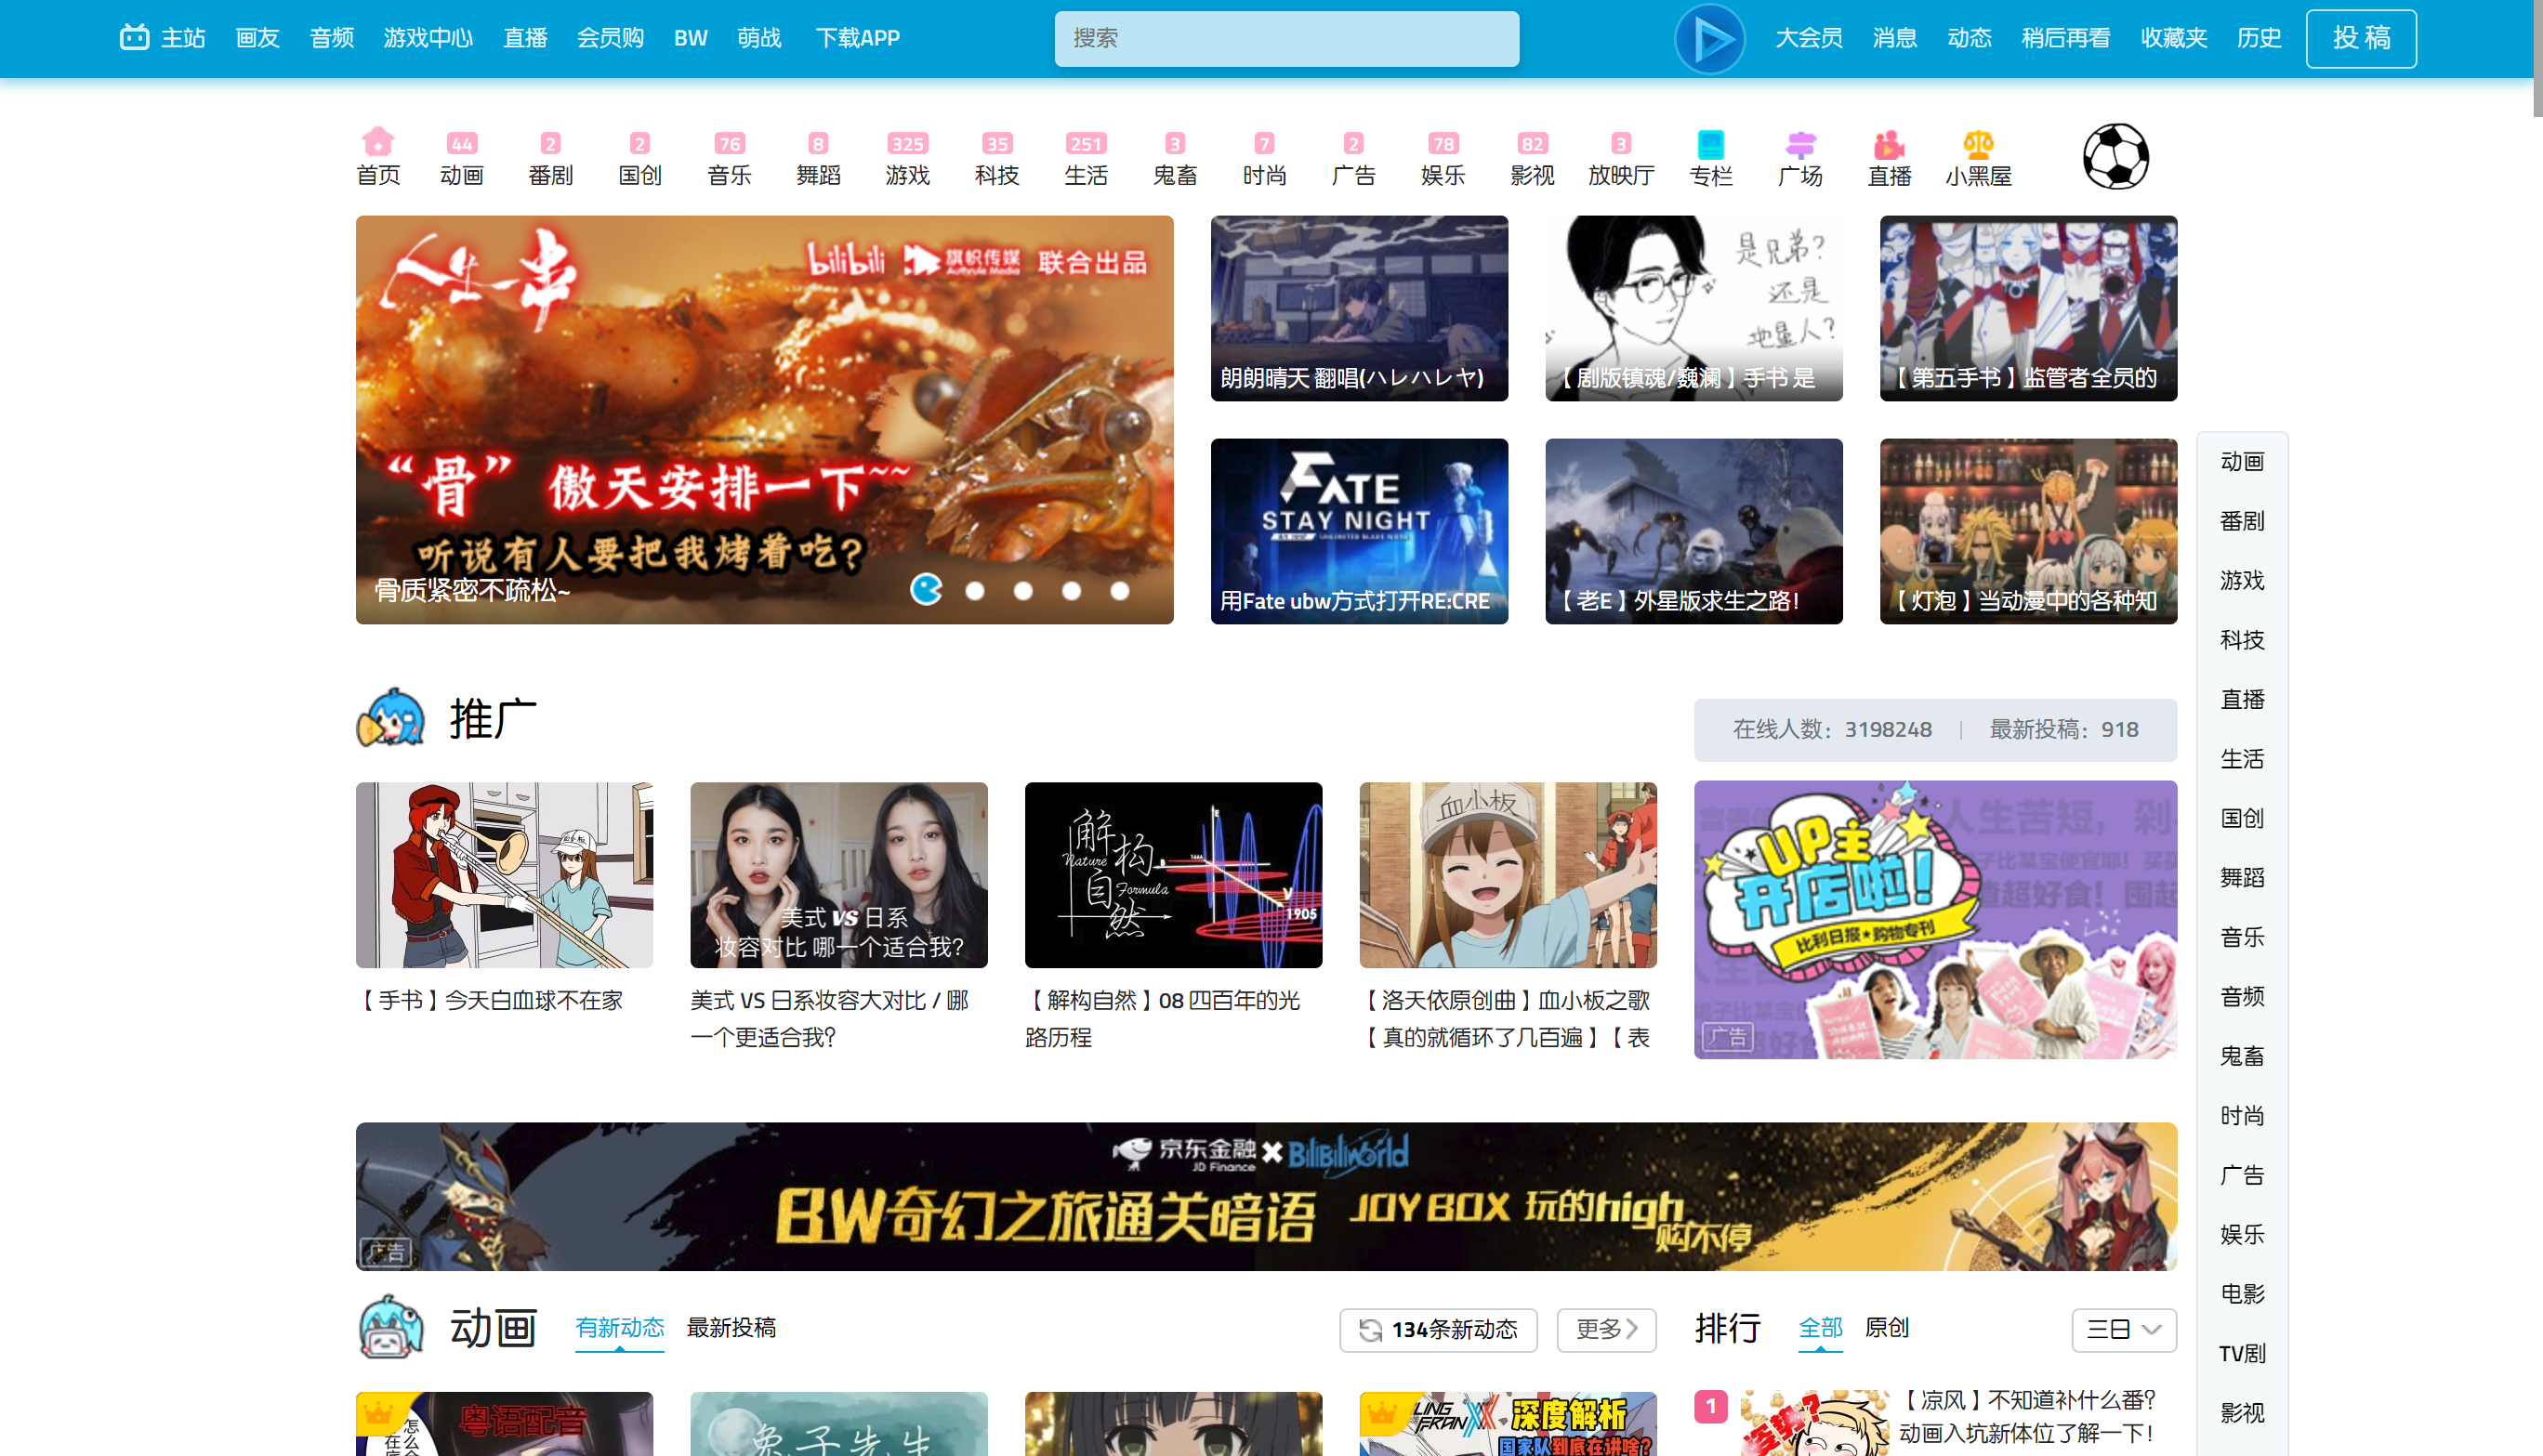 主站 画友 音频 游戏中心 直播 会员购 BW 萌战 下载APP
搜索
大会员 消息 动态 稍后再看 收藏夹 历史 投 稿
44 2 2 76 8 325 35 251 3 7 2 78 82 3
首页 动画 番剧 国创 音乐 舞蹈 游戏 科技 生活 鬼畜 时尚 广告 娱乐 影视 放映厅 专栏 广场 直播 小黑屋
人生一串
bilibili 旗帜传媒 联合出品
“骨”傲天安排一下~~
听说有人要把我烤着吃?
骨质紧密不疏松~
朗朗晴天 翻唱(ハレハレヤ)
是兄弟?
还是
地星人?
【剧版镇魂/巍澜】手书 是
【第五手书】监管者全员的
FATE
STAY NIGHT
用Fate ubw方式打开RE:CRE
【老E】外星版求生之路!
【灯泡】当动漫中的各种知
动画
番剧
游戏
科技
直播
生活
国创
舞蹈
音乐
音频
鬼畜
时尚
广告
娱乐
电影
TV剧
影视
推广
在线人数: 3198248 | 最新投稿: 918
血小板
美式 VS 日系
妆容对比 哪一个适合我?
解构自然
Nature
Formula
E
V
1905
血小板
【手书】今天白血球不在家
美式 VS 日系妆容大对比 / 哪
一个更适合我?
【解构自然】08 四百年的光
路历程
【洛天依原创曲】血小板之歌
【真的就循环了几百遍】【表
UP主
开店啦!
比利日报★购物专刊
人生苦短,剁
广告
京东金融
JD Finance
× BilibiliWorld
BW奇幻之旅通关暗语 JOY BOX 玩的high
购不停
广告
动画 有新动态 最新投稿
134条新动态 更多
排行 全部 原创 三日
怎么
在么
粤语配音
兔子先生
深度解析
国家队到底在讲啥?
1
【凉风】不知道补什么番?
动画入坑新体位了解一下!